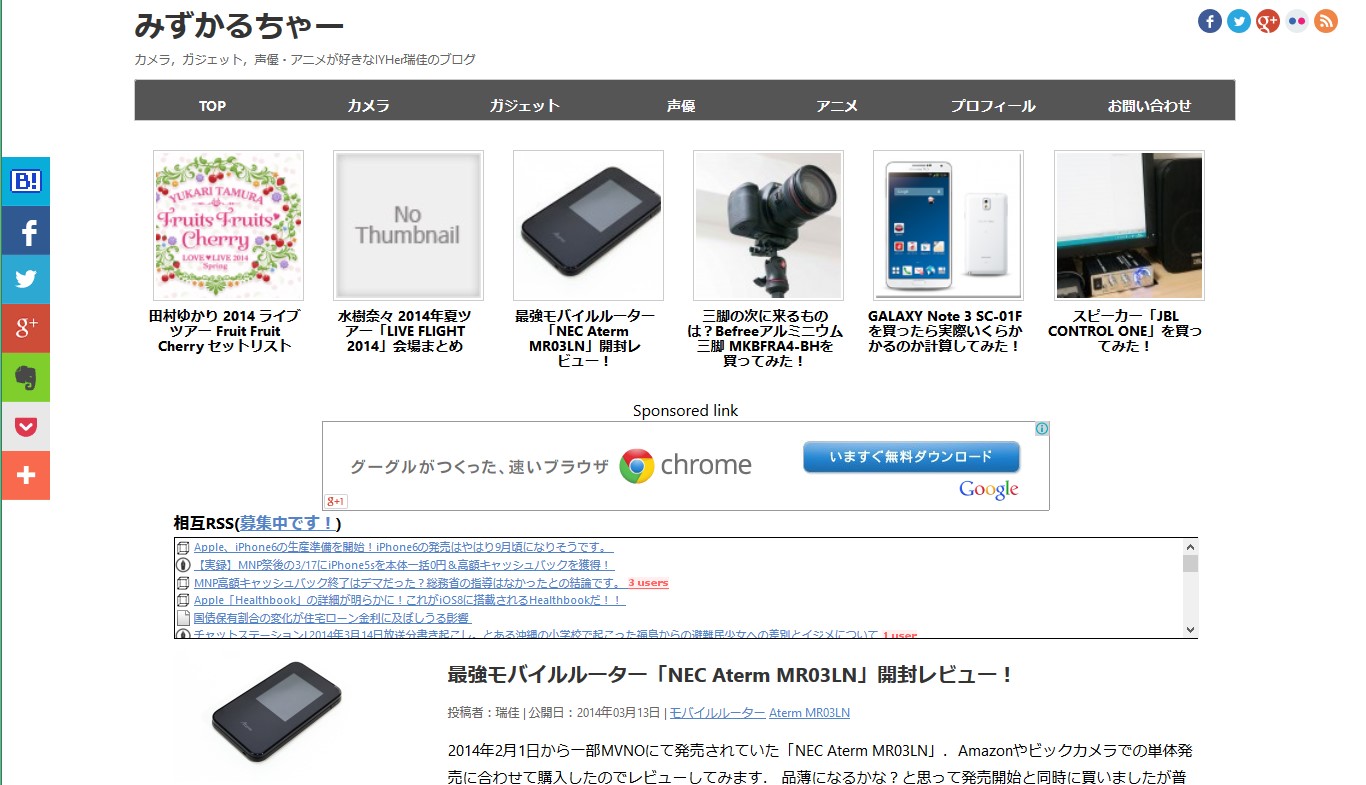 みずかるちゃー
カメラ，ガジェット，声優・アニメが好きなIYHer瑞佳のブログ
TOP
カメラ
ガジェット
声優
アニメ
プロフィール
お問い合わせ
B!
YUKARI TAMURA
Fruits Fruits
Cherry
LOVE♥LIVE 2014
Spring
No
Thumbnail
田村ゆかり 2014 ライブ
ツアー Fruit Fruit
Cherry セットリスト
水樹奈々 2014年夏ツ
アー「LIVE FLIGHT
2014」会場まとめ
最強モバイルルーター
「NEC Aterm
MR03LN」開封レ
ビュー！
三脚の次に来るもの
は？Befreeアルミニウム
三脚 MKBFRA4-BHを
買ってみた！
GALAXY Note 3 SC-01F
を買ったら実際いくらか
かるのか計算してみた！
スピーカー「JBL
CONTROL ONE」を買っ
てみた！
Sponsored link
グーグルがつくった、速いブラウザ
chrome
いますぐ無料ダウンロード
Google
g+1
相互RSS(募集中です！)
Apple、iPhone6の生産準備を開始！iPhone6の発売はやはり9月頃になりそうです。
【実録】MNP祭後の3/17にiPhone5sを本体一括0円＆高額キャッシュバックを獲得！
MNP高額キャッシュバック終了はデマだった？総務省の指導はなかったとの結論です。 3 users
Apple「Healthbook」の詳細が明らかに！これがiOS8に搭載されるHealthbookだ！！
国債保有割合の変化が住宅ローン金利に及ぼしうる影響
チャットステーションL2014年3月14日放送分書き起こし、とある沖縄の小学校で起こった福島からの避難民少女への差別とイジメについて 1 user
最強モバイルルーター「NEC Aterm MR03LN」開封レビュー！
投稿者：瑞佳 | 公開日：2014年03月13日 | モバイルルーター Aterm MR03LN
2014年2月1日から一部MVNOにて発売されていた「NEC Aterm MR03LN」．Amazonやビックカメラでの単体発
売に合わせて購入したのでレビューしてみます． 品薄になるかな？と思って発売開始と同時に買いましたが普